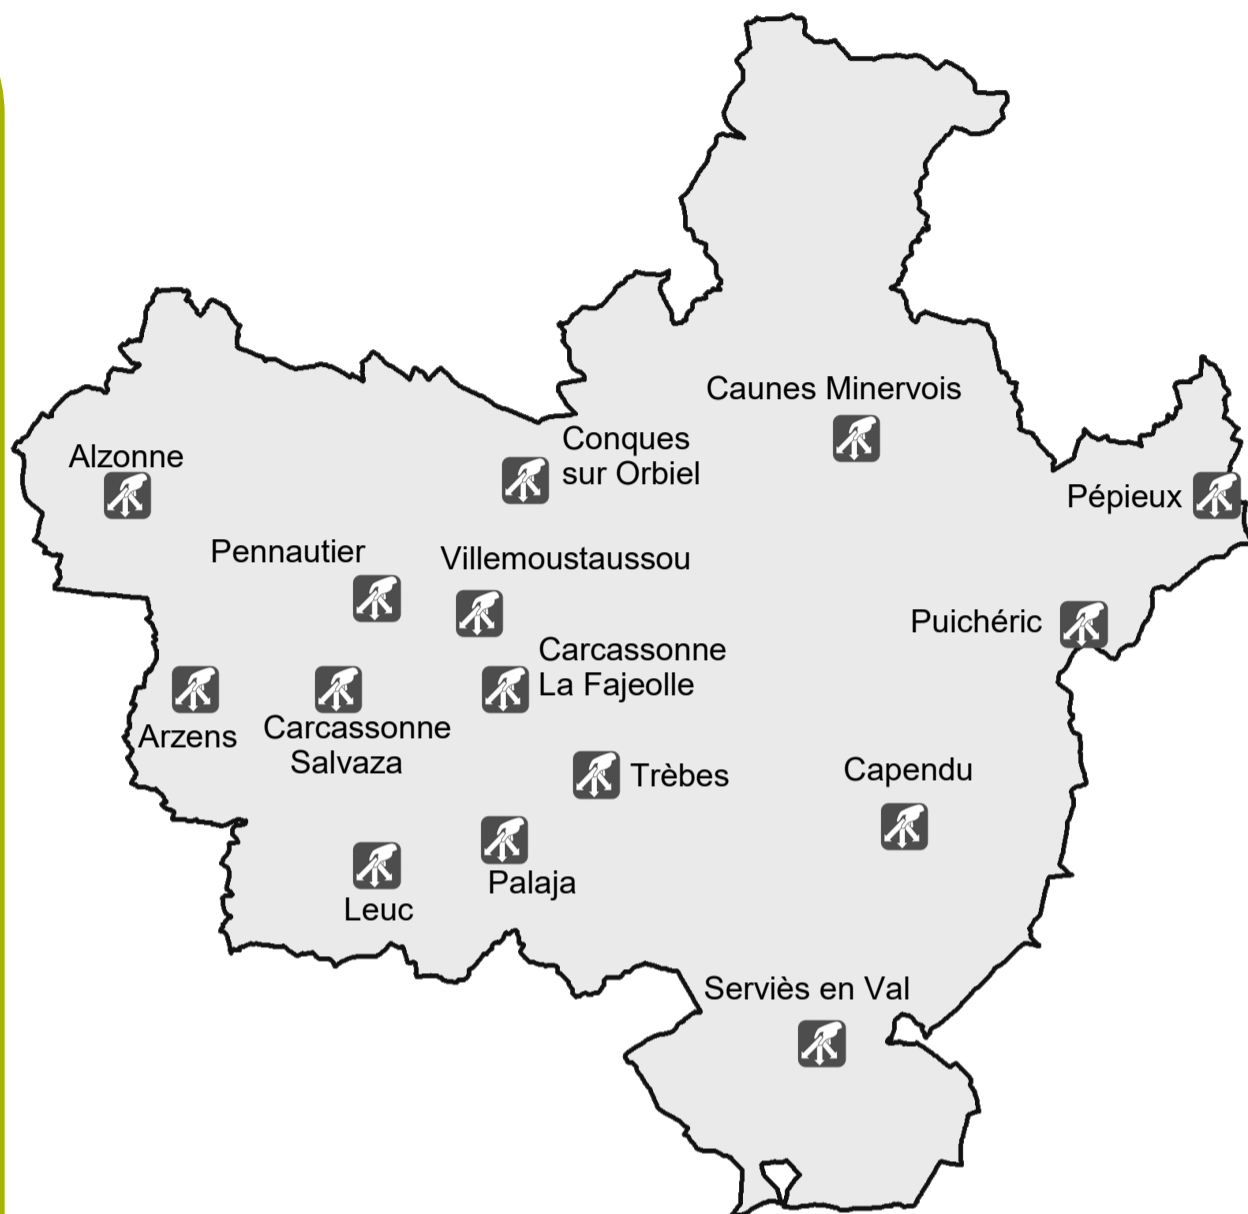 Caunes Minervois
Conques
sur Orbiel
Alzonne
Pépieux
Pennautier
Villemoustaussou
Puichéric
Carcassonne
La Fajeolle
Arzens
Carcassonne
Salvaza
Trèbes
Capendu
Palaja
Leuc
Serviès en Val